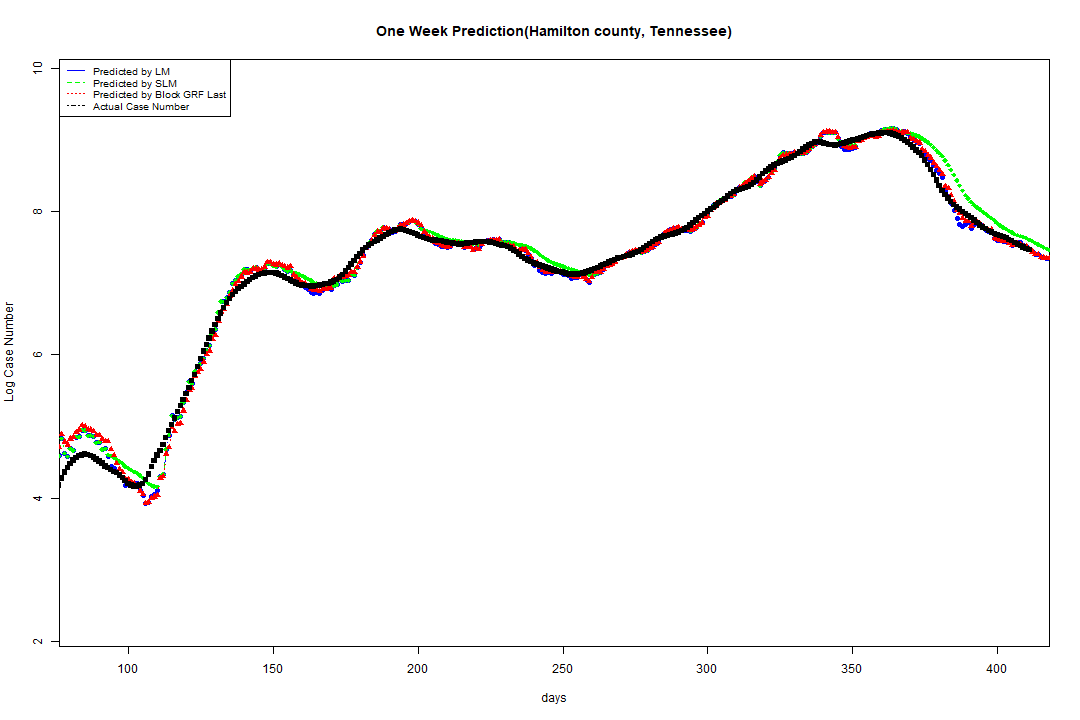 One Week Prediction(Hamilton county, Tennessee)
Predicted by LM
Predicted by SLM
Predicted by Block GRF Last
Actual Case Number
10
8
6
4
2
Log Case Number
100 150 200 250 300 350 400
days